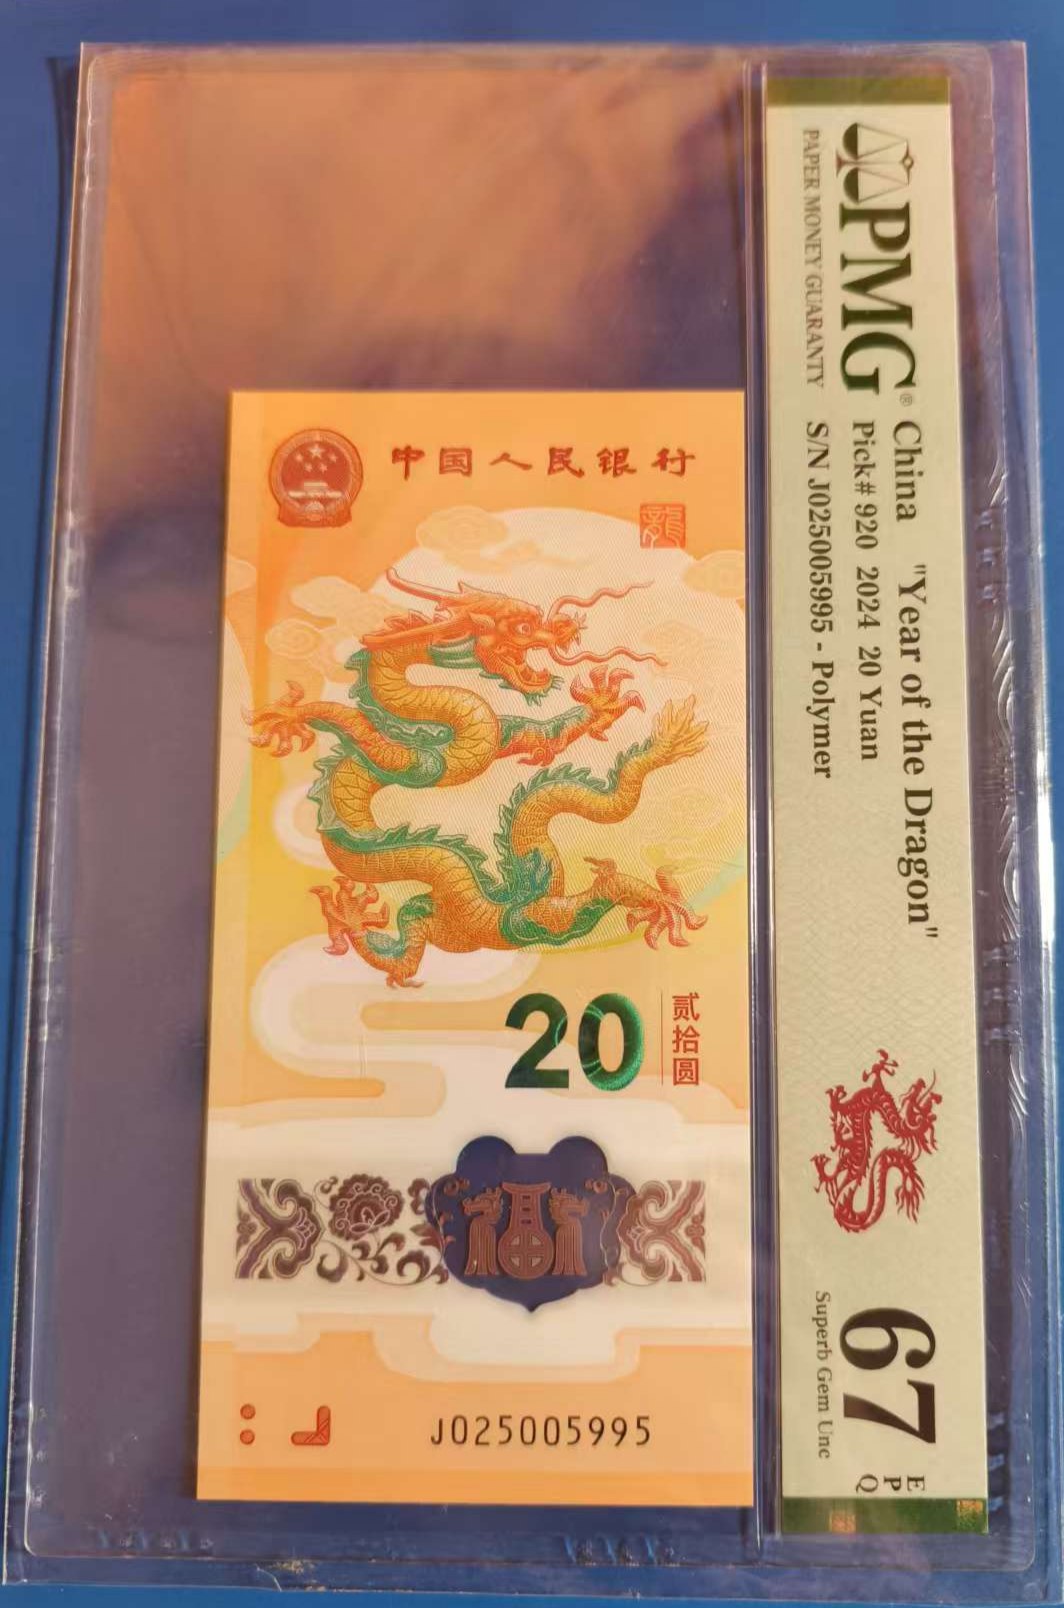 中国人民银行
龍
20
贰拾圆
J025005995
PMG®
PAPER MONEY GUARANTY
China "Year of the Dragon"
Pick# 920 2024 20 Yuan
S/N J025005995 - Polymer
67
EPQ
Superb Gem Unc